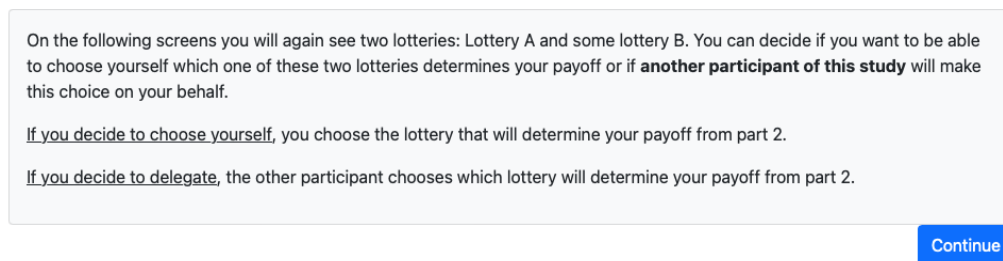 On the following screens you will again see two lotteries: Lottery A and some lottery B. You can decide if you want to be able
to choose yourself which one of these two lotteries determines your payoff or if another participant of this study will make
this choice on your behalf.
If you decide to choose yourself, you choose the lottery that will determine your payoff from part 2.
If you decide to delegate, the other participant chooses which lottery will determine your payoff from part 2.
Continue